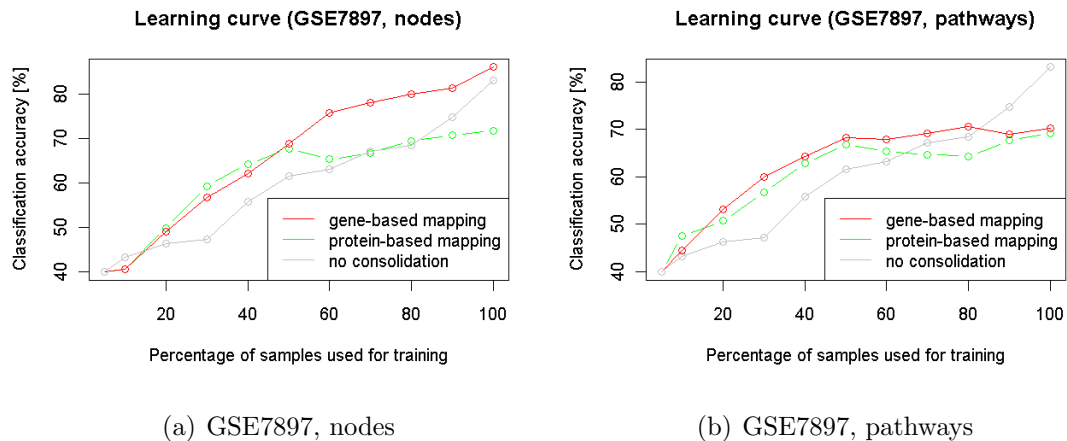 Learning curve (GSE7897, nodes)
Classification accuracy [%]
80
70
60
50
40
gene-based mapping
protein-based mapping
no consolidation
20 40 60 80 100
Percentage of samples used for training
(a) GSE7897, nodes
Learning curve (GSE7897, pathways)
Classification accuracy [%]
80
70
60
50
40
gene-based mapping
protein-based mapping
no consolidation
20 40 60 80 100
Percentage of samples used for training
(b) GSE7897, pathways